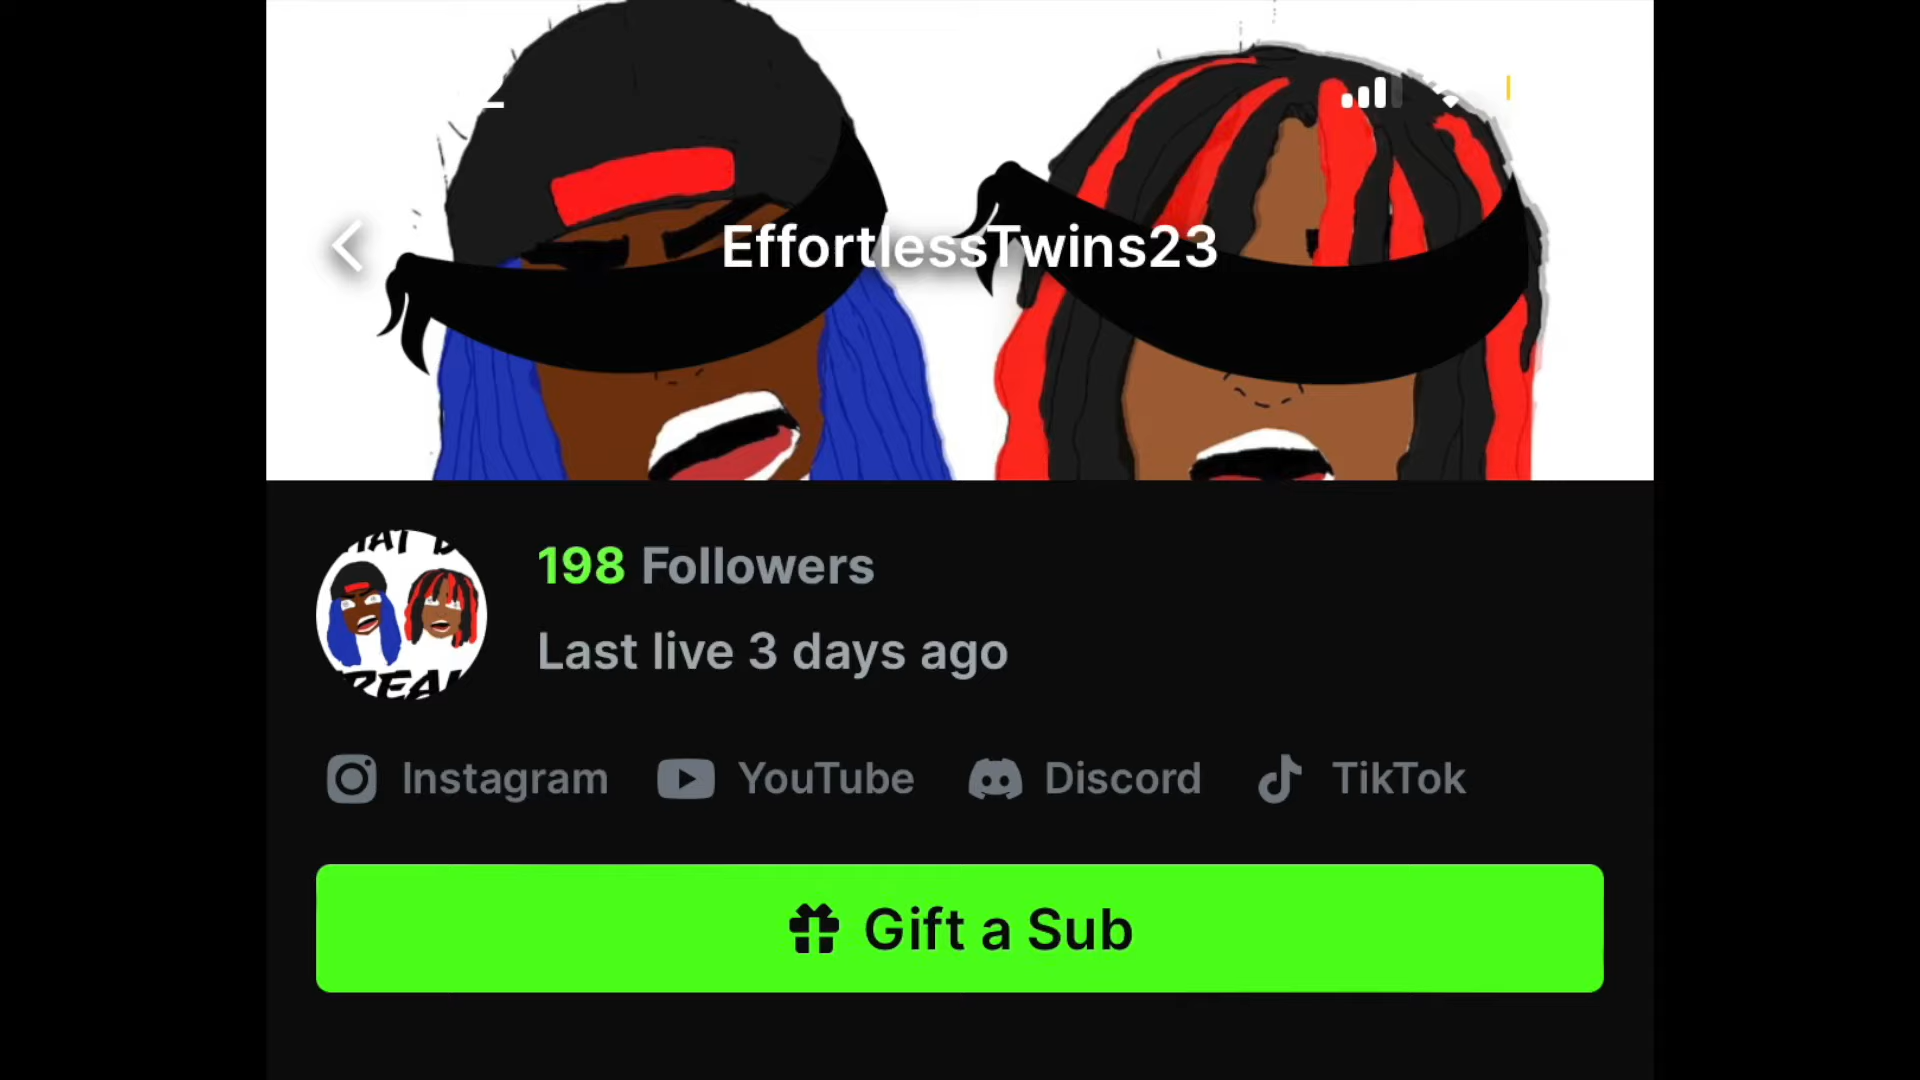 EffortlessTwins23
198 Followers
Last live 3 days ago
Instagram YouTube Discord TikTok
Gift a Sub